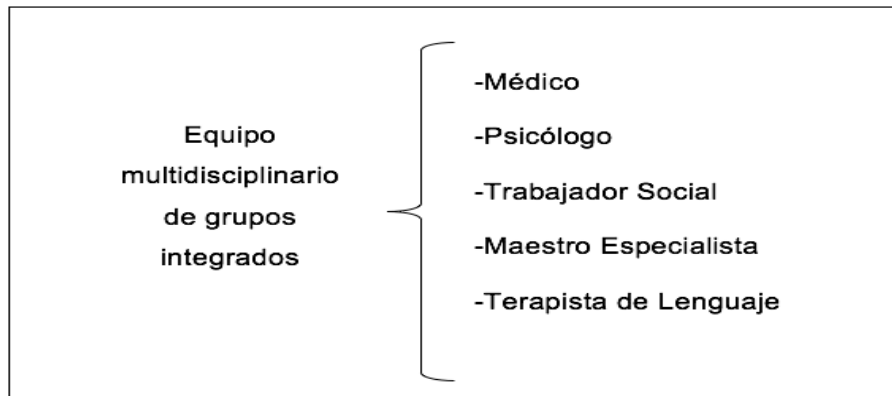 Equipo
multidisciplinario
de grupos
integrados
-Médico
-Psicólogo
-Trabajador Social
-Maestro Especialista
-Terapista de Lenguaje